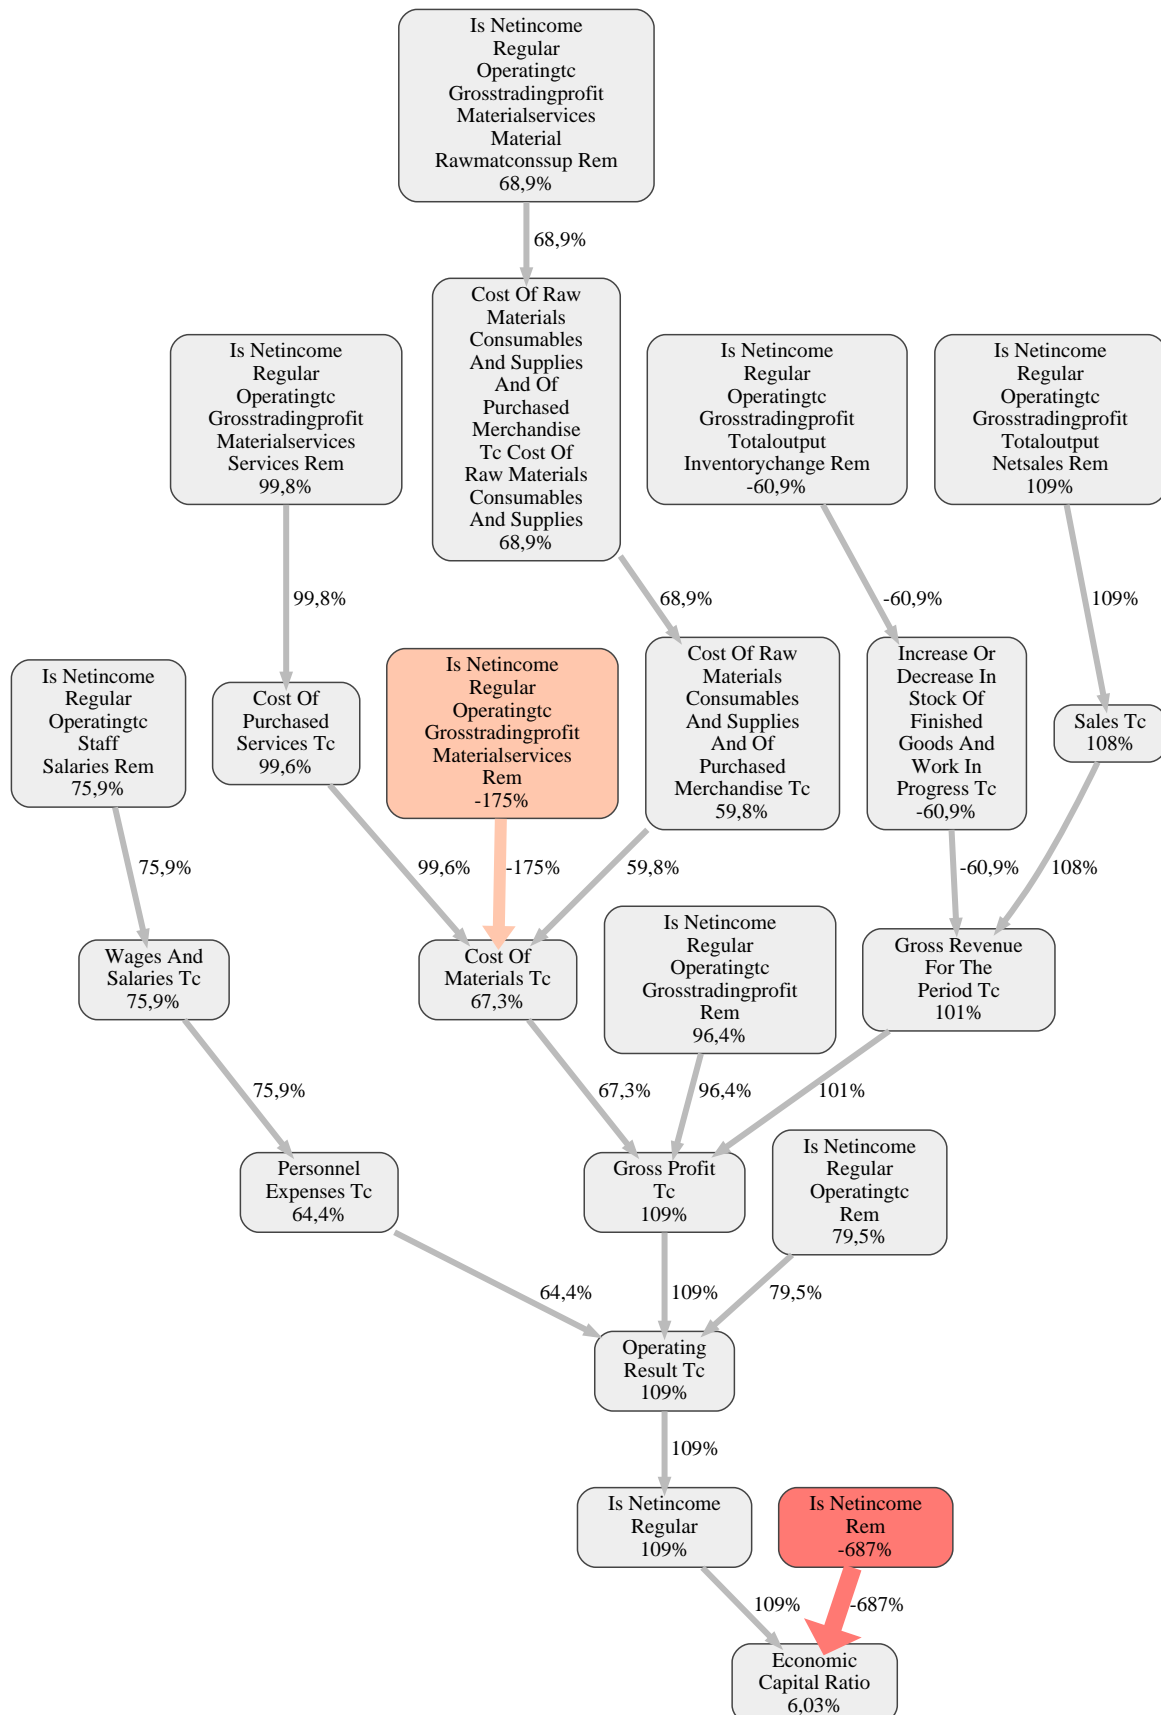 Is Netincome
Regular
Operatingtc
Grosstradingprofit
Materialservices
Material
Rawmatconssup Rem
68,9%
68,9%
Cost Of Raw
Materials
Consumables
And Supplies
And Of
Purchased
Merchandise
Tc Cost Of
Raw Materials
Consumables
And Supplies
68,9%
Is Netincome
Regular
Operatingtc
Grosstradingprofit
Materialservices
Services Rem
99,8%
Is Netincome
Regular
Operatingtc
Grosstradingprofit
Totaloutput
Inventorychange Rem
-60,9%
Is Netincome
Regular
Operatingtc
Grosstradingprofit
Totaloutput
Netsales Rem
109%
99,8%
68,9%
-60,9%
109%
Is Netincome
Regular
Operatingtc
Staff
Salaries Rem
75,9%
Cost Of
Purchased
Services Tc
99,6%
Is Netincome
Regular
Operatingtc
Grosstradingprofit
Materialservices
Rem
-175%
Cost Of Raw
Materials
Consumables
And Supplies
And Of
Purchased
Merchandise Tc
59,8%
Increase Or
Decrease In
Stock Of
Finished
Goods And
Work In
Progress Tc
-60,9%
Sales Tc
108%
75,9%
99,6%
-175%
59,8%
-60,9%
108%
Wages And
Salaries Tc
75,9%
Cost Of
Materials Tc
67,3%
Is Netincome
Regular
Operatingtc
Grosstradingprofit
Rem
96,4%
Gross Revenue
For The
Period Tc
101%
75,9%
67,3%
96,4%
101%
Personnel
Expenses Tc
64,4%
Gross Profit
Tc
109%
Is Netincome
Regular
Operatingtc
Rem
79,5%
64,4%
109%
79,5%
Operating
Result Tc
109%
109%
Is Netincome
Regular
109%
Is Netincome
Rem
-687%
109%
-687%
Economic
Capital Ratio
6,03%